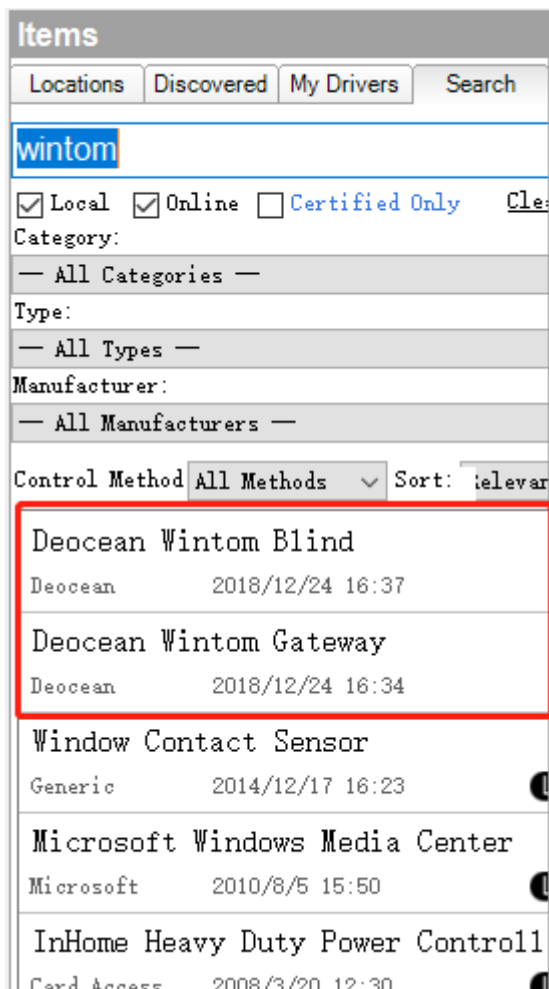 Items
Locations Discovered My Drivers Search
wintom
Local Online Certified Only
Category:
— All Categories —
Type:
— All Types —
Manufacturer:
— All Manufacturers —
Control Method All Methods Sort:
Deocean Wintom Blind
Deocean 2018/12/24 16:37
Deocean Wintom Gateway
Deocean 2018/12/24 16:34
Window Contact Sensor
Generic 2014/12/17 16:23
Microsoft Windows Media Center
Microsoft 2010/8/5 15:50
InHome Heavy Duty Power Controll
Card Access 2008/3/20 12:30